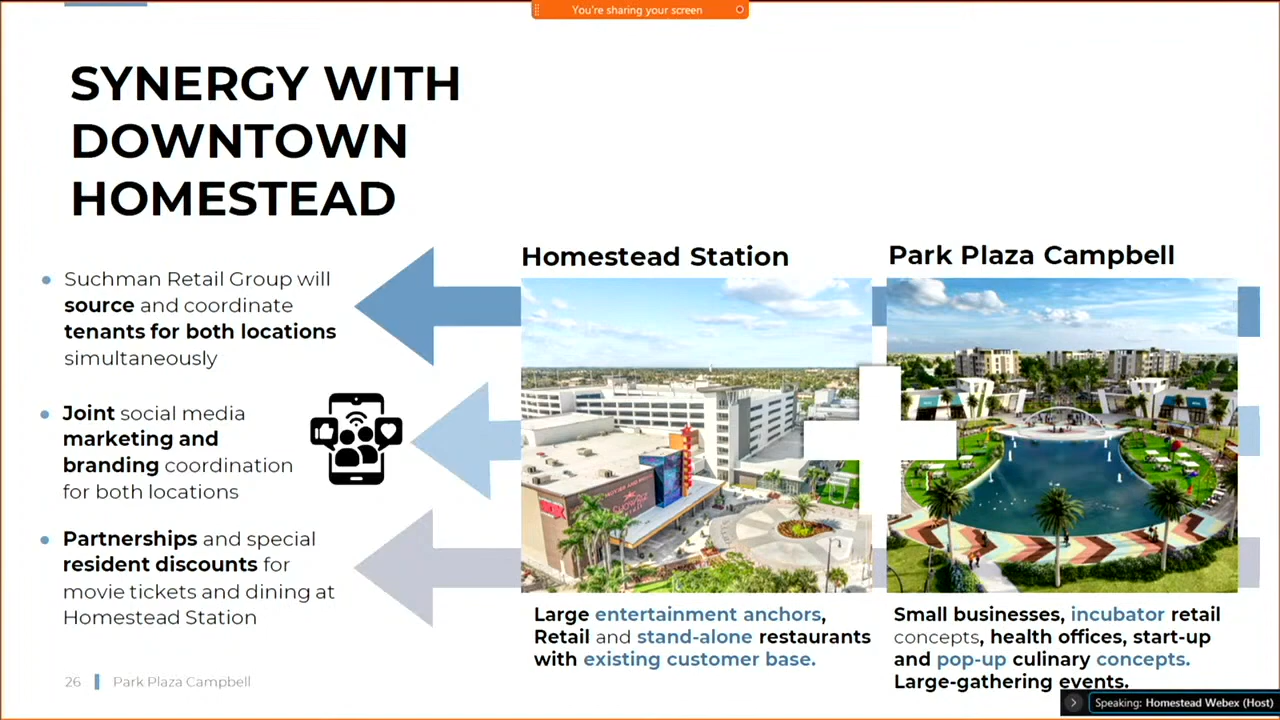 You're sharing your screen
SYNERGY WITH
DOWNTOWN
HOMESTEAD
Suchman Retail Group will
source and coordinate
tenants for both locations
simultaneously
Joint social media
marketing and
branding coordination
for both locations
Partnerships and special
resident discounts for
movie tickets and dining at
Homestead Station
Homestead Station
Large entertainment anchors,
Retail and stand-alone restaurants
with existing customer base.
Park Plaza Campbell
Small businesses, incubator retail
concepts, health offices, start-up
and pop-up culinary concepts.
Large-gathering events.
26 Park Plaza Campbell
Speaking: Homestead Webex (Host)